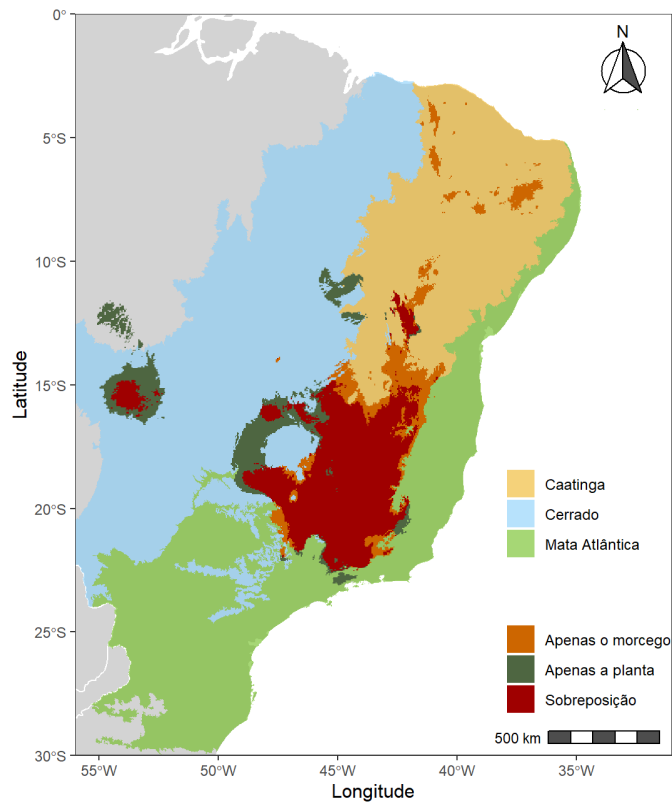 0°
5°S
10°S
15°S
20°S
25°S
30°S
Latitude
N
Caatinga
Cerrado
Mata Atlântica
Apenas o morcego
Apenas a planta
Sobreposição
500 km
55°W
50°W
45°W
40°W
35°W
Longitude